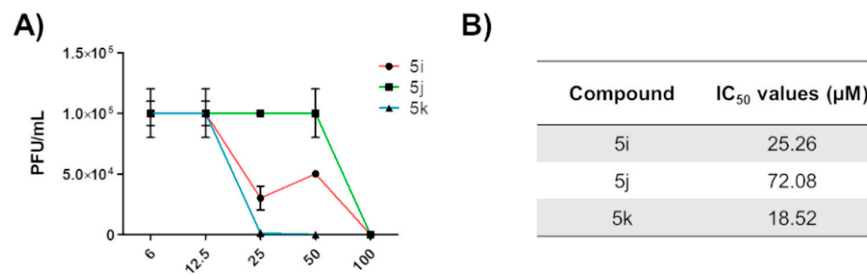 A)
1.5×10⁵
1.0×10⁵
5.0×10⁴
0
PFU/mL
6
12.5
25
50
100
5i
5j
5k
B)
Compound IC₅₀ values (µM)
5i 25.26
5j 72.08
5k 18.52